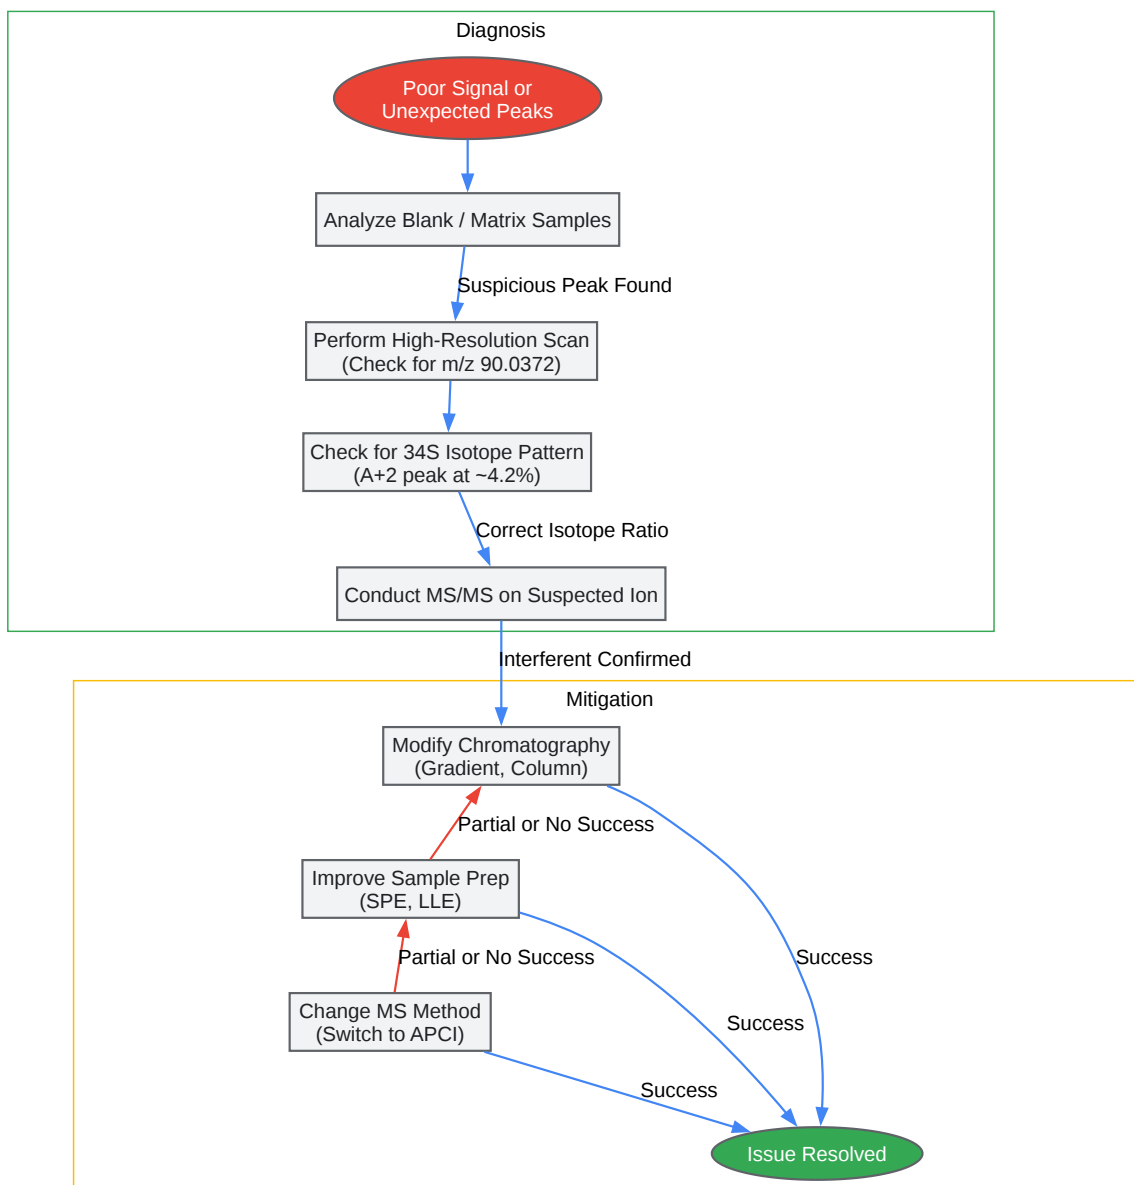 Diagnosis
Poor Signal or
Unexpected Peaks
Analyze Blank / Matrix Samples
Suspicious Peak Found
Perform High-Resolution Scan
(Check for m/z 90.0372)
Check for 34S Isotope Pattern
(A+2 peak at ~4.2%)
Correct Isotope Ratio
Conduct MS/MS on Suspected Ion
Interferent Confirmed
Mitigation
Modify Chromatography
(Gradient, Column)
Partial or No Success
Improve Sample Prep
(SPE, LLE)
Partial or No Success
Success
Change MS Method
(Switch to APCI)
Success
Success
Issue Resolved